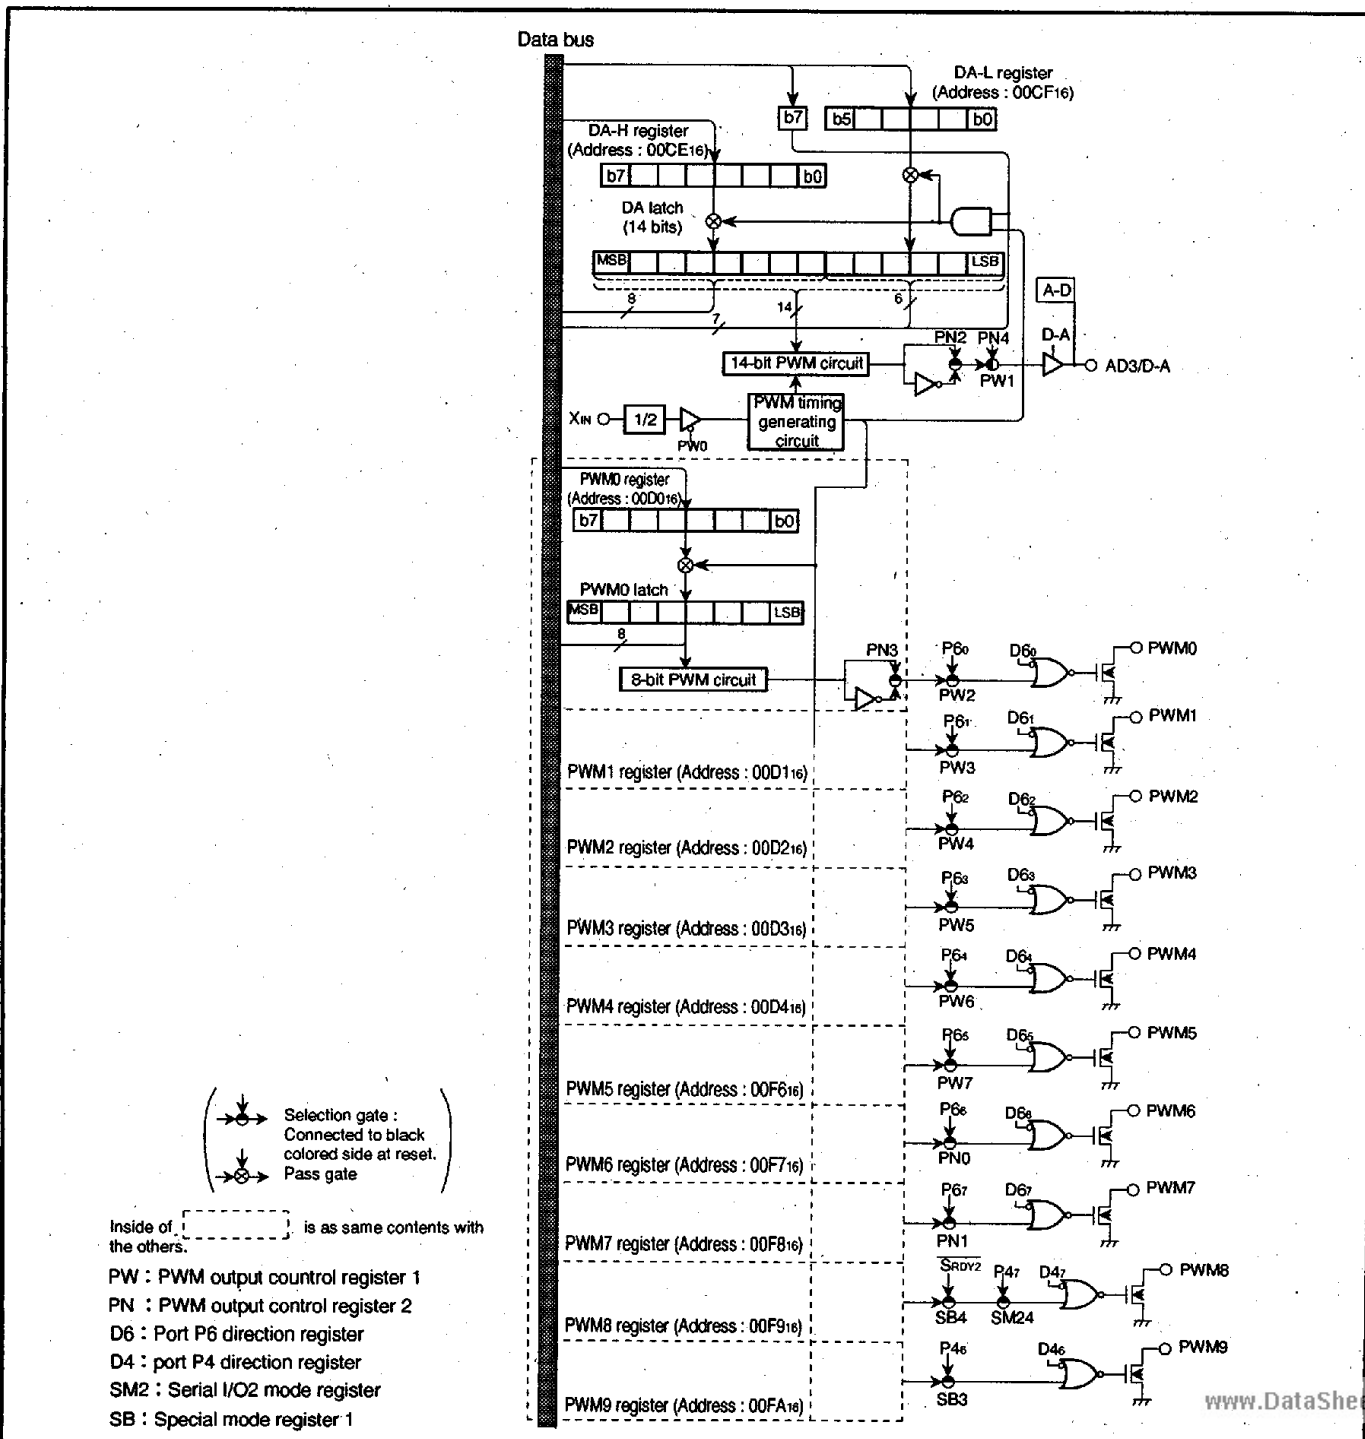 Data bus
DA-L register
(Address : 00CF16)
b7
b5
b0
DA-H register
(Address : 00CE16)
b7
b0
DA latch
(14 bits)
MSB
LSB
8
14
6
7
A-D
PN2
PN4
D-A
14-bit PWM circuit
PW1
AD3/D-A
XIN
1/2
PW0
PWM timing
generating
circuit
PWM0 register
(Address : 00D016)
b7
b0
PWM0 latch
MSB
LSB
8
8-bit PWM circuit
PN3
P60
D60
PWM0
PW2
P61
D61
PWM1
PW3
PWM1 register (Address : 00D116)
P62
D62
PWM2
PW4
PWM2 register (Address : 00D216)
P63
D63
PWM3
PW5
PWM3 register (Address : 00D316)
P64
D64
PWM4
PW6
PWM4 register (Address : 00D416)
P65
D65
PWM5
PW7
PWM5 register (Address : 00F616)
P66
D66
PWM6
PN0
PWM6 register (Address : 00F716)
P67
D67
PWM7
PN1
PWM7 register (Address : 00F816)
SRDY2
P47
D47
PWM8
SB4
SM24
PWM8 register (Address : 00F916)
P46
D46
PWM9
SB3
PWM9 register (Address : 00FA16)
Selection gate :
Connected to black
colored side at reset.
Pass gate
Inside of is as same contents with
the others.
PW : PWM output countrol register 1
PN : PWM output control register 2
D6 : Port P6 direction register
D4 : port P4 direction register
SM2 : Serial I/O2 mode register
SB : Special mode register 1
www.DataShe